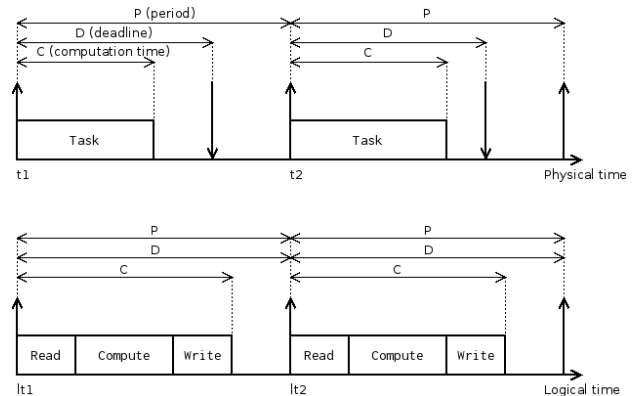 P (period) P
D (deadline) D
C (computation time) C
Task Task
t1 t2 Physical time
P P
D D
C C
Read Compute Write Read Compute Write
lt1 lt2 Logical time